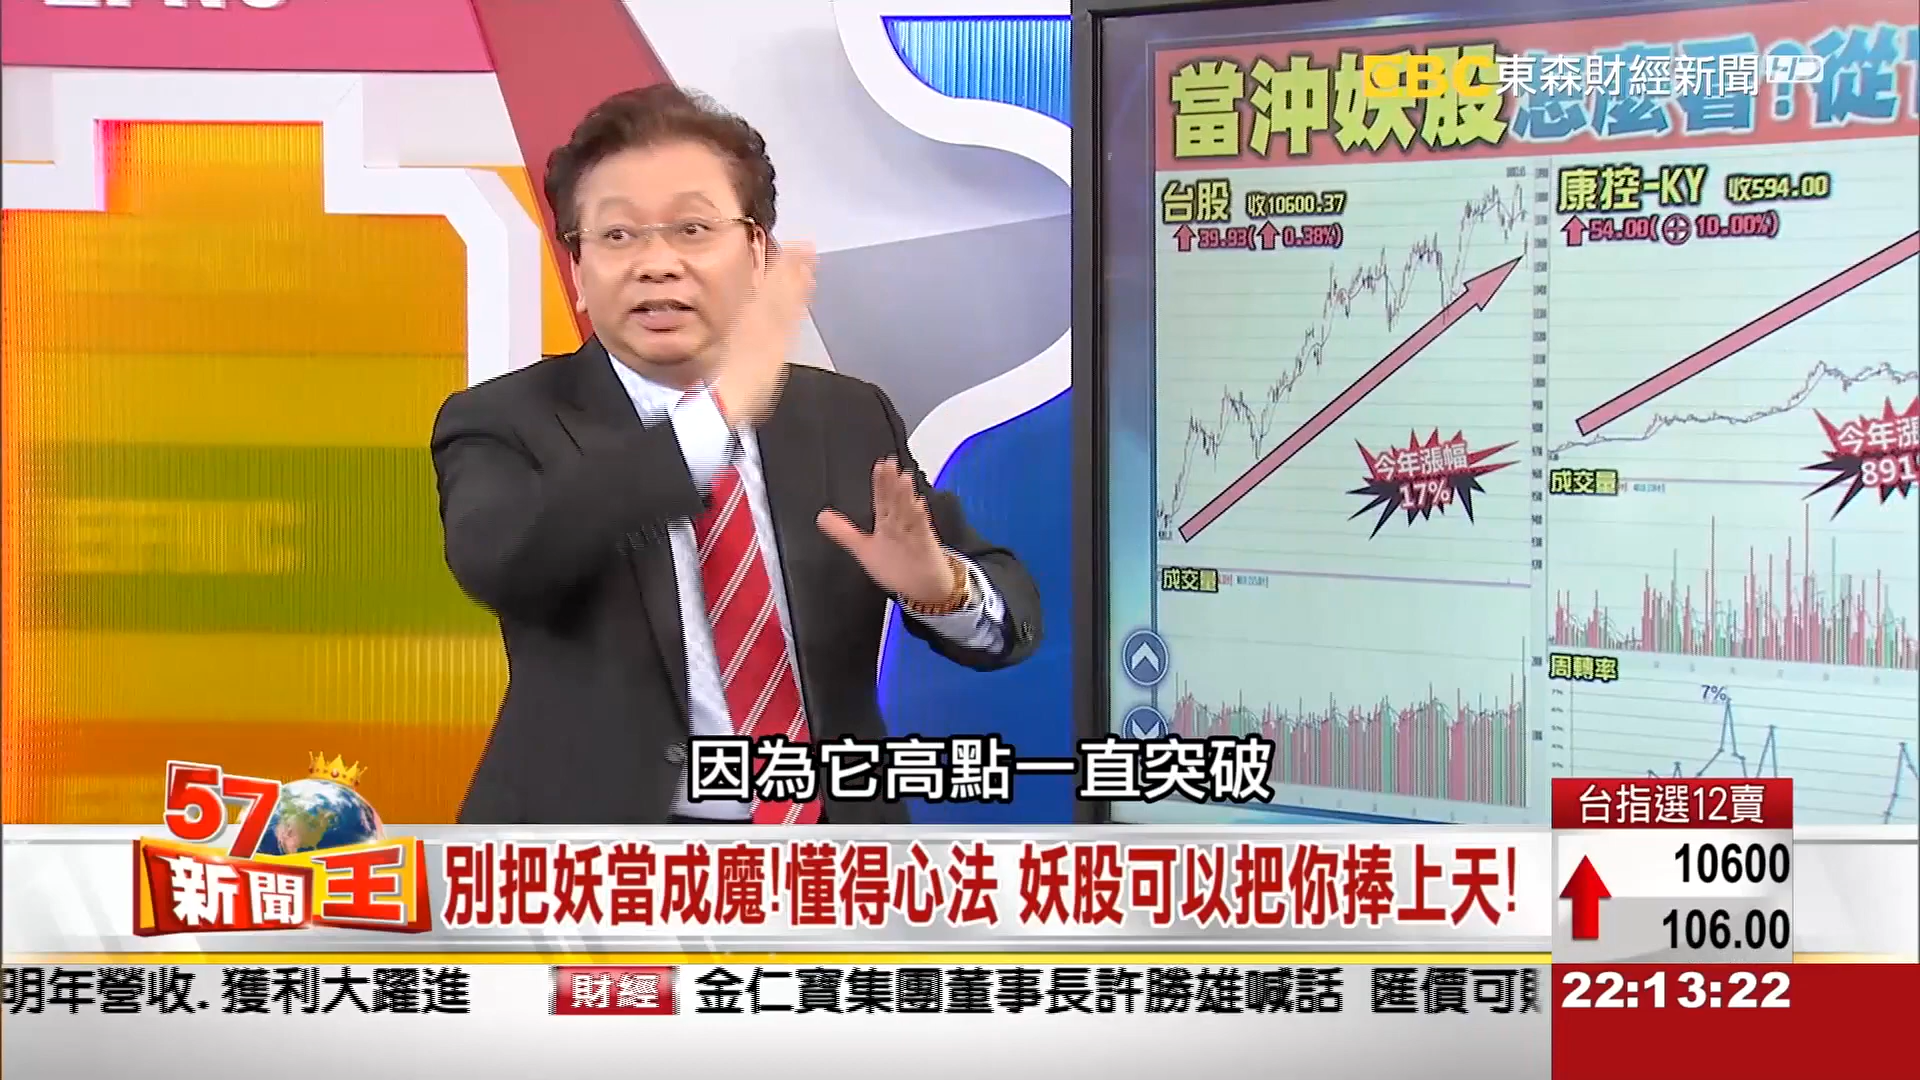 EBC東森財經新聞HD
當沖妖股怎麼看?從
台股 收10600.37
39.93(0.38%)
今年漲幅
17%
成交量
康控-KY 收594.00
54.00(10.00%)
今年漲
891
成交量
周轉率
7%
因為它高點一直突破
57
新聞王
別把妖當成魔!懂得心法 妖股可以把你捧上天!
台指選12賣
10600
106.00
明年營收.獲利大躍進 財經 金仁寶集團董事長許勝雄喊話 匯價可
22:13:22